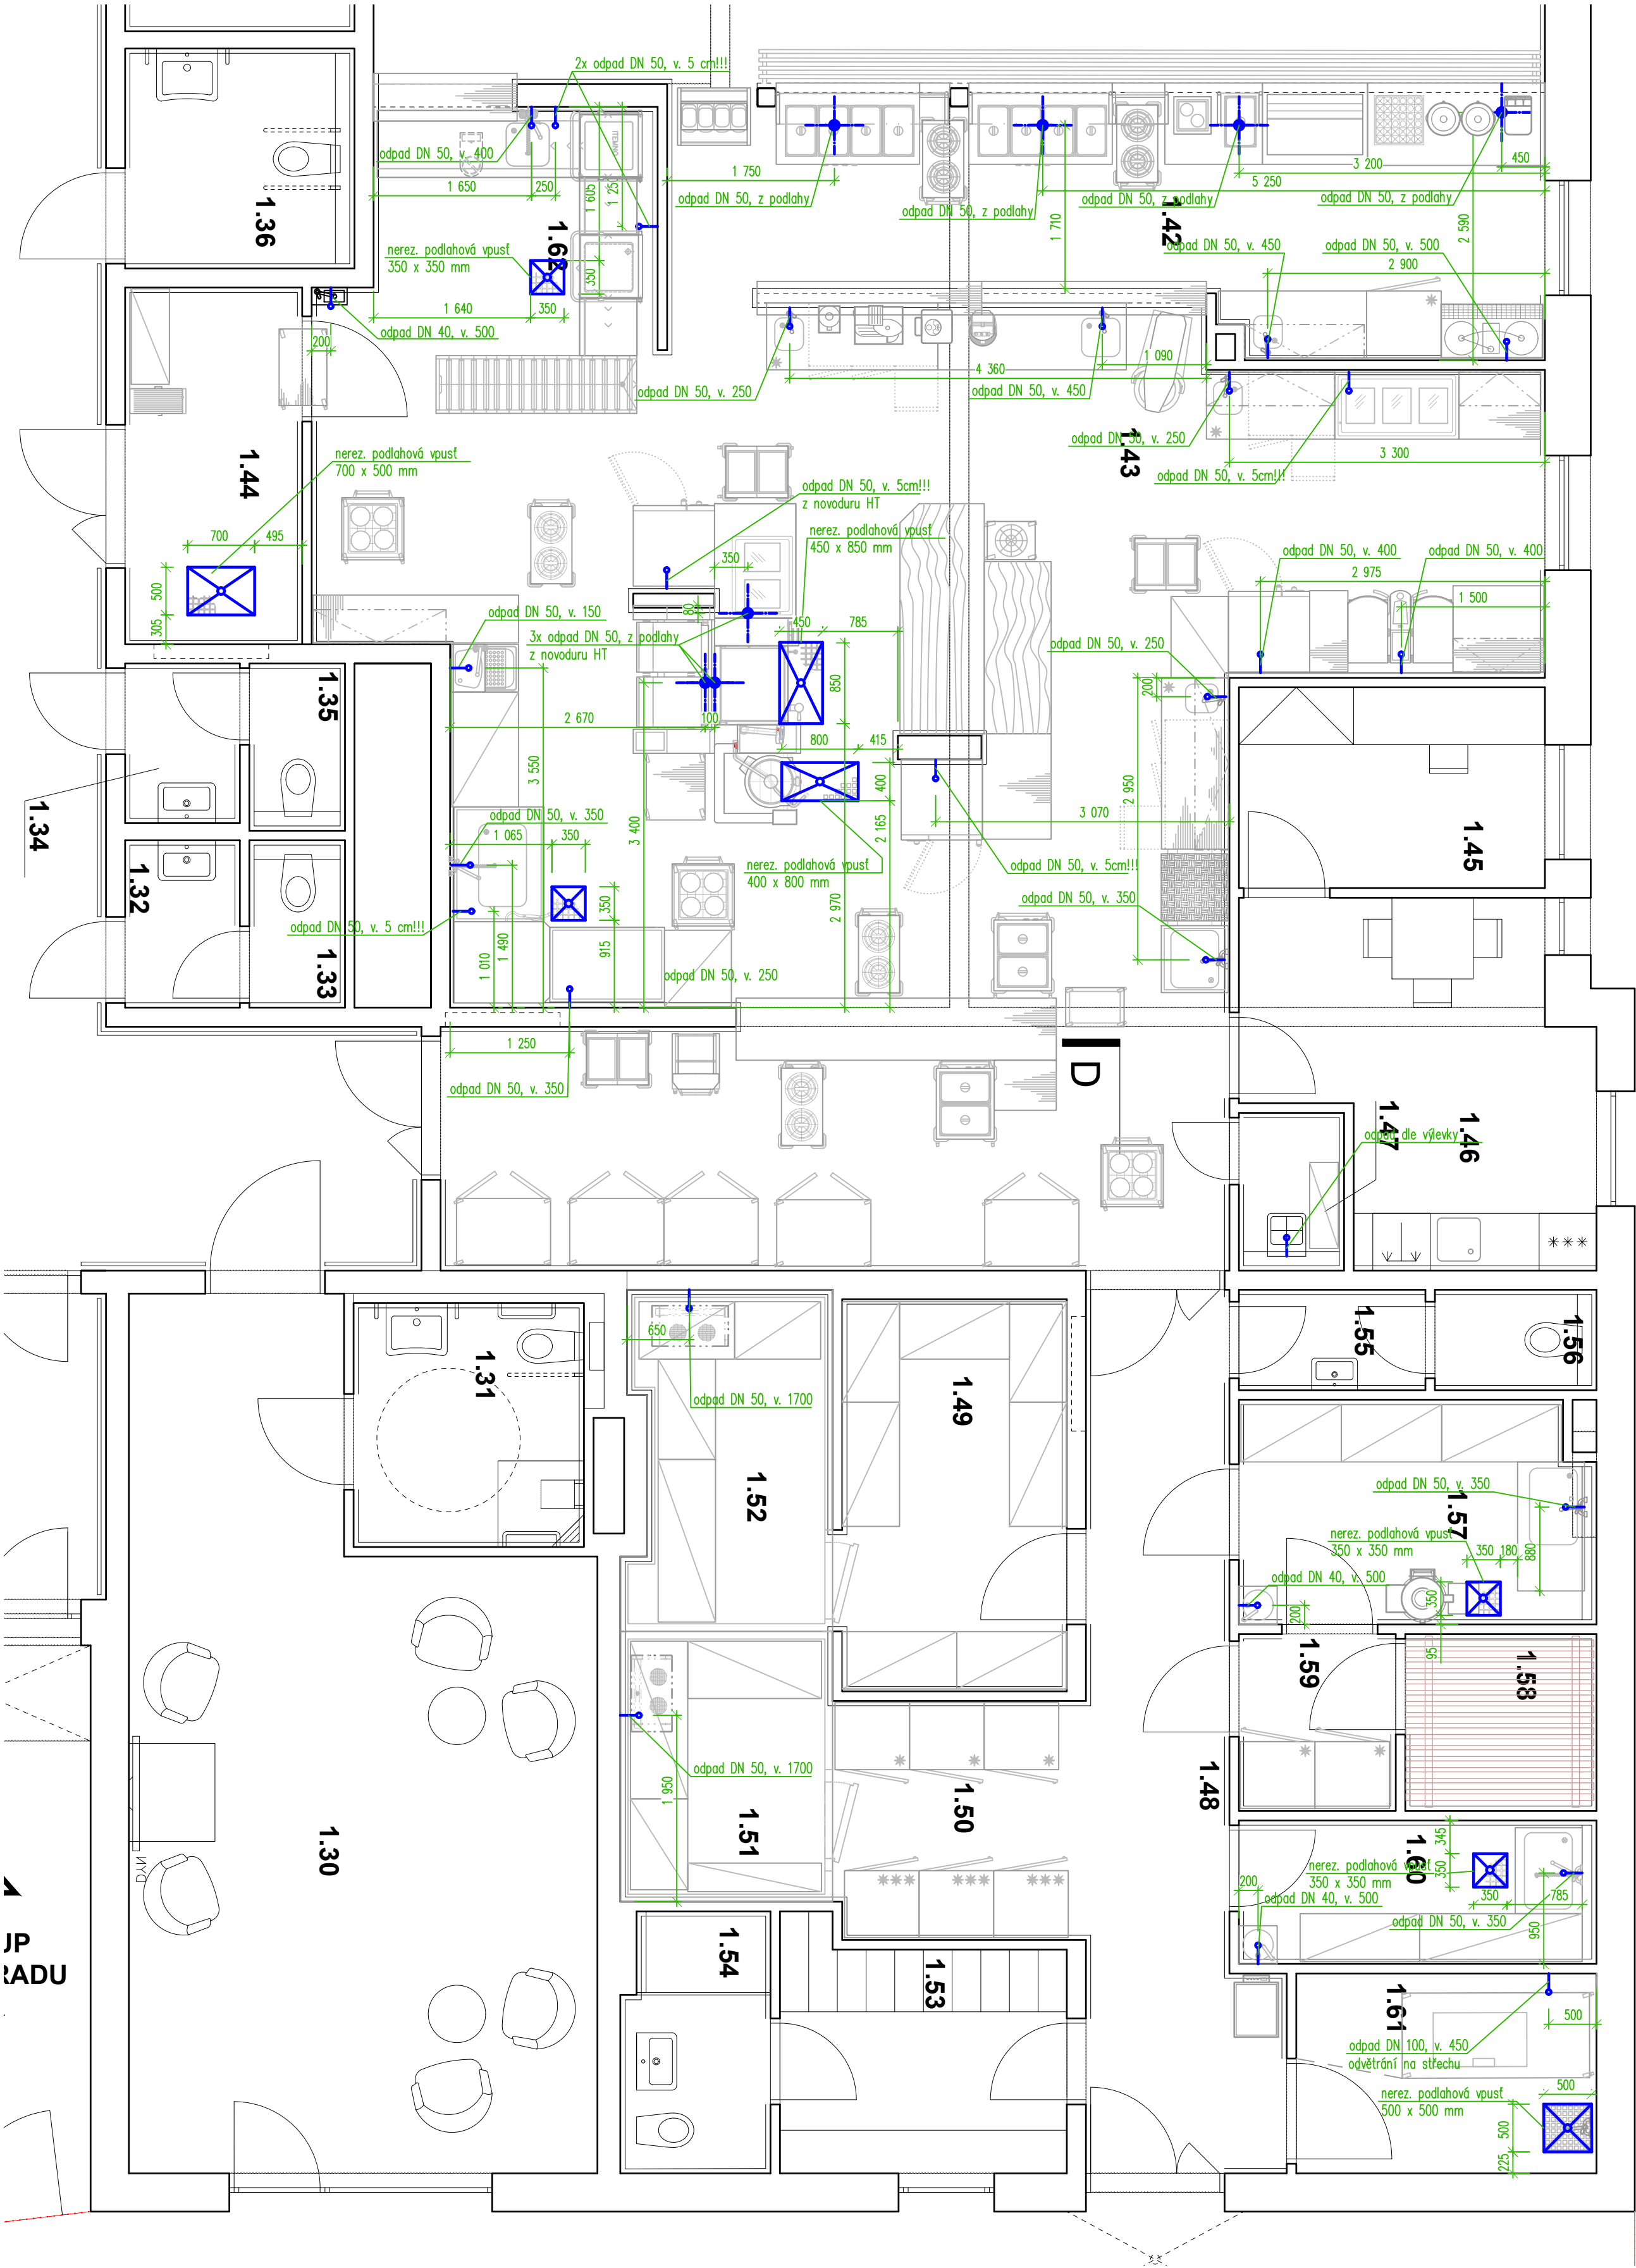 2x odpad DN 50, v. 5 cm!!!
odpad DN 50, v. 400
1 650
250
1 605
1 250
1 750
odpad DN 50, z podlahy
odpad DN 50, z podlahy
1 710
5 250
3 200
450
odpad DN 50, z podlahy
odpad DN 50, z podlahy
2 590
1.36
1.62
1.42
nerez. podlahová vpusť
350 x 350 mm
350
1 640
350
odpad DN 40, v. 500
200
odpad DN 50, v. 450
odpad DN 50, v. 500
2 900
4 360
1 090
odpad DN 50, v. 250
odpad DN 50, v. 450
odpad DN 50, v. 250
3 300
odpad DN 50, v. 5cm!!!
1.44
1.43
nerez. podlahová vpusť
700 x 500 mm
700
495
500
305
odpad DN 50, v. 5cm!!!
z novoduru HT
nerez. podlahová vpusť
450 x 850 mm
350
80
450
785
850
odpad DN 50, v. 150
3x odpad DN 50, z podlahy
z novoduru HT
2 670
100
800
415
400
2 165
odpad DN 50, v. 400
odpad DN 50, v. 400
2 975
1 500
odpad DN 50, v. 250
200
2 950
3 070
1.35
1.34
1.32
1.33
1.45
3 550
3 400
odpad DN 50, v. 350
1 065
350
350
915
nerez. podlahová vpusť
400 x 800 mm
2 970
odpad DN 50, v. 5cm!!!
odpad DN 50, v. 350
odpad DN 50, v. 5 cm!!!
1 010
1 490
odpad DN 50, v. 250
1 250
odpad DN 50, v. 350
D
1.47
1.46
odpad dle výlevky
***
650
odpad DN 50, v. 1700
1.31
1.52
1.49
1.55
1.56
1.57
odpad DN 50, v. 350
nerez. podlahová vpusť
350 x 350 mm
350
180
880
odpad DN 40, v. 500
200
350
95
1.59
1.58
odpad DN 50, v. 1700
1 950
1.51
1.50
1.48
1.30
1.60
345
350
nerez. podlahová vpusť
350 x 350 mm
200
odpad DN 40, v. 500
350
785
odpad DN 50, v. 350
950
1.54
1.53
1.61
500
odpad DN 100, v. 450
odvětrání na střechu
nerez. podlahová vpusť
500 x 500 mm
500
500
225